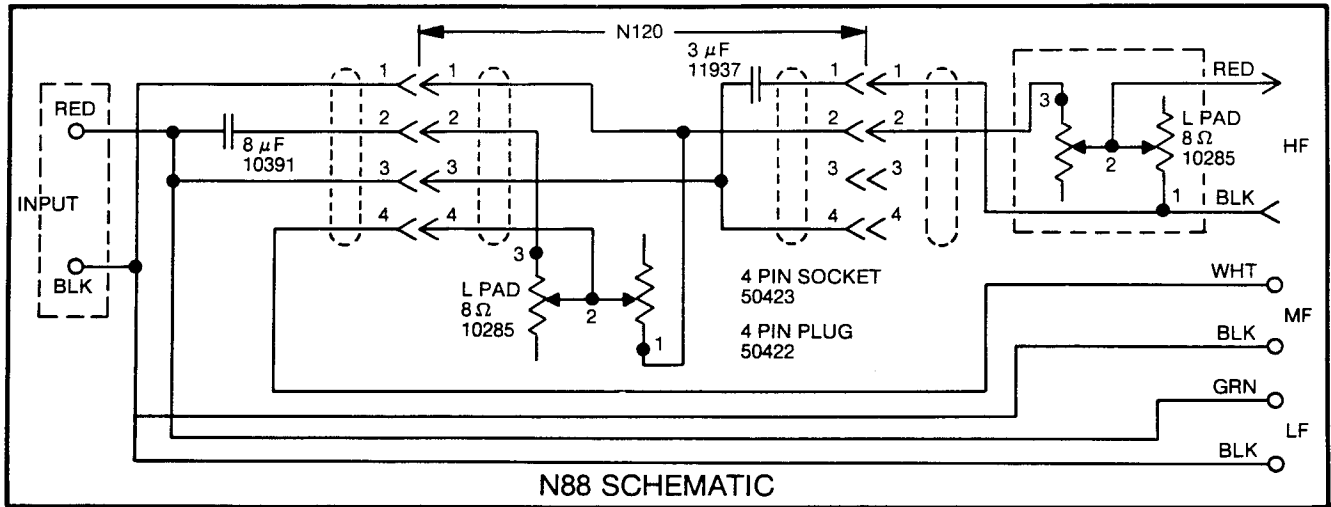 N120
3 µF
11937
1
1
1
1
RED
RED
3
L PAD
8 Ω
10285
2
2
2
2
8 µF
10391
HF
2
3
3
3
3
INPUT
1
BLK
4
4
4
4
BLK
3
L PAD
8 Ω
10285
2
1
4 PIN SOCKET
50423
4 PIN PLUG
50422
WHT
MF
BLK
GRN
LF
BLK
N88 SCHEMATIC